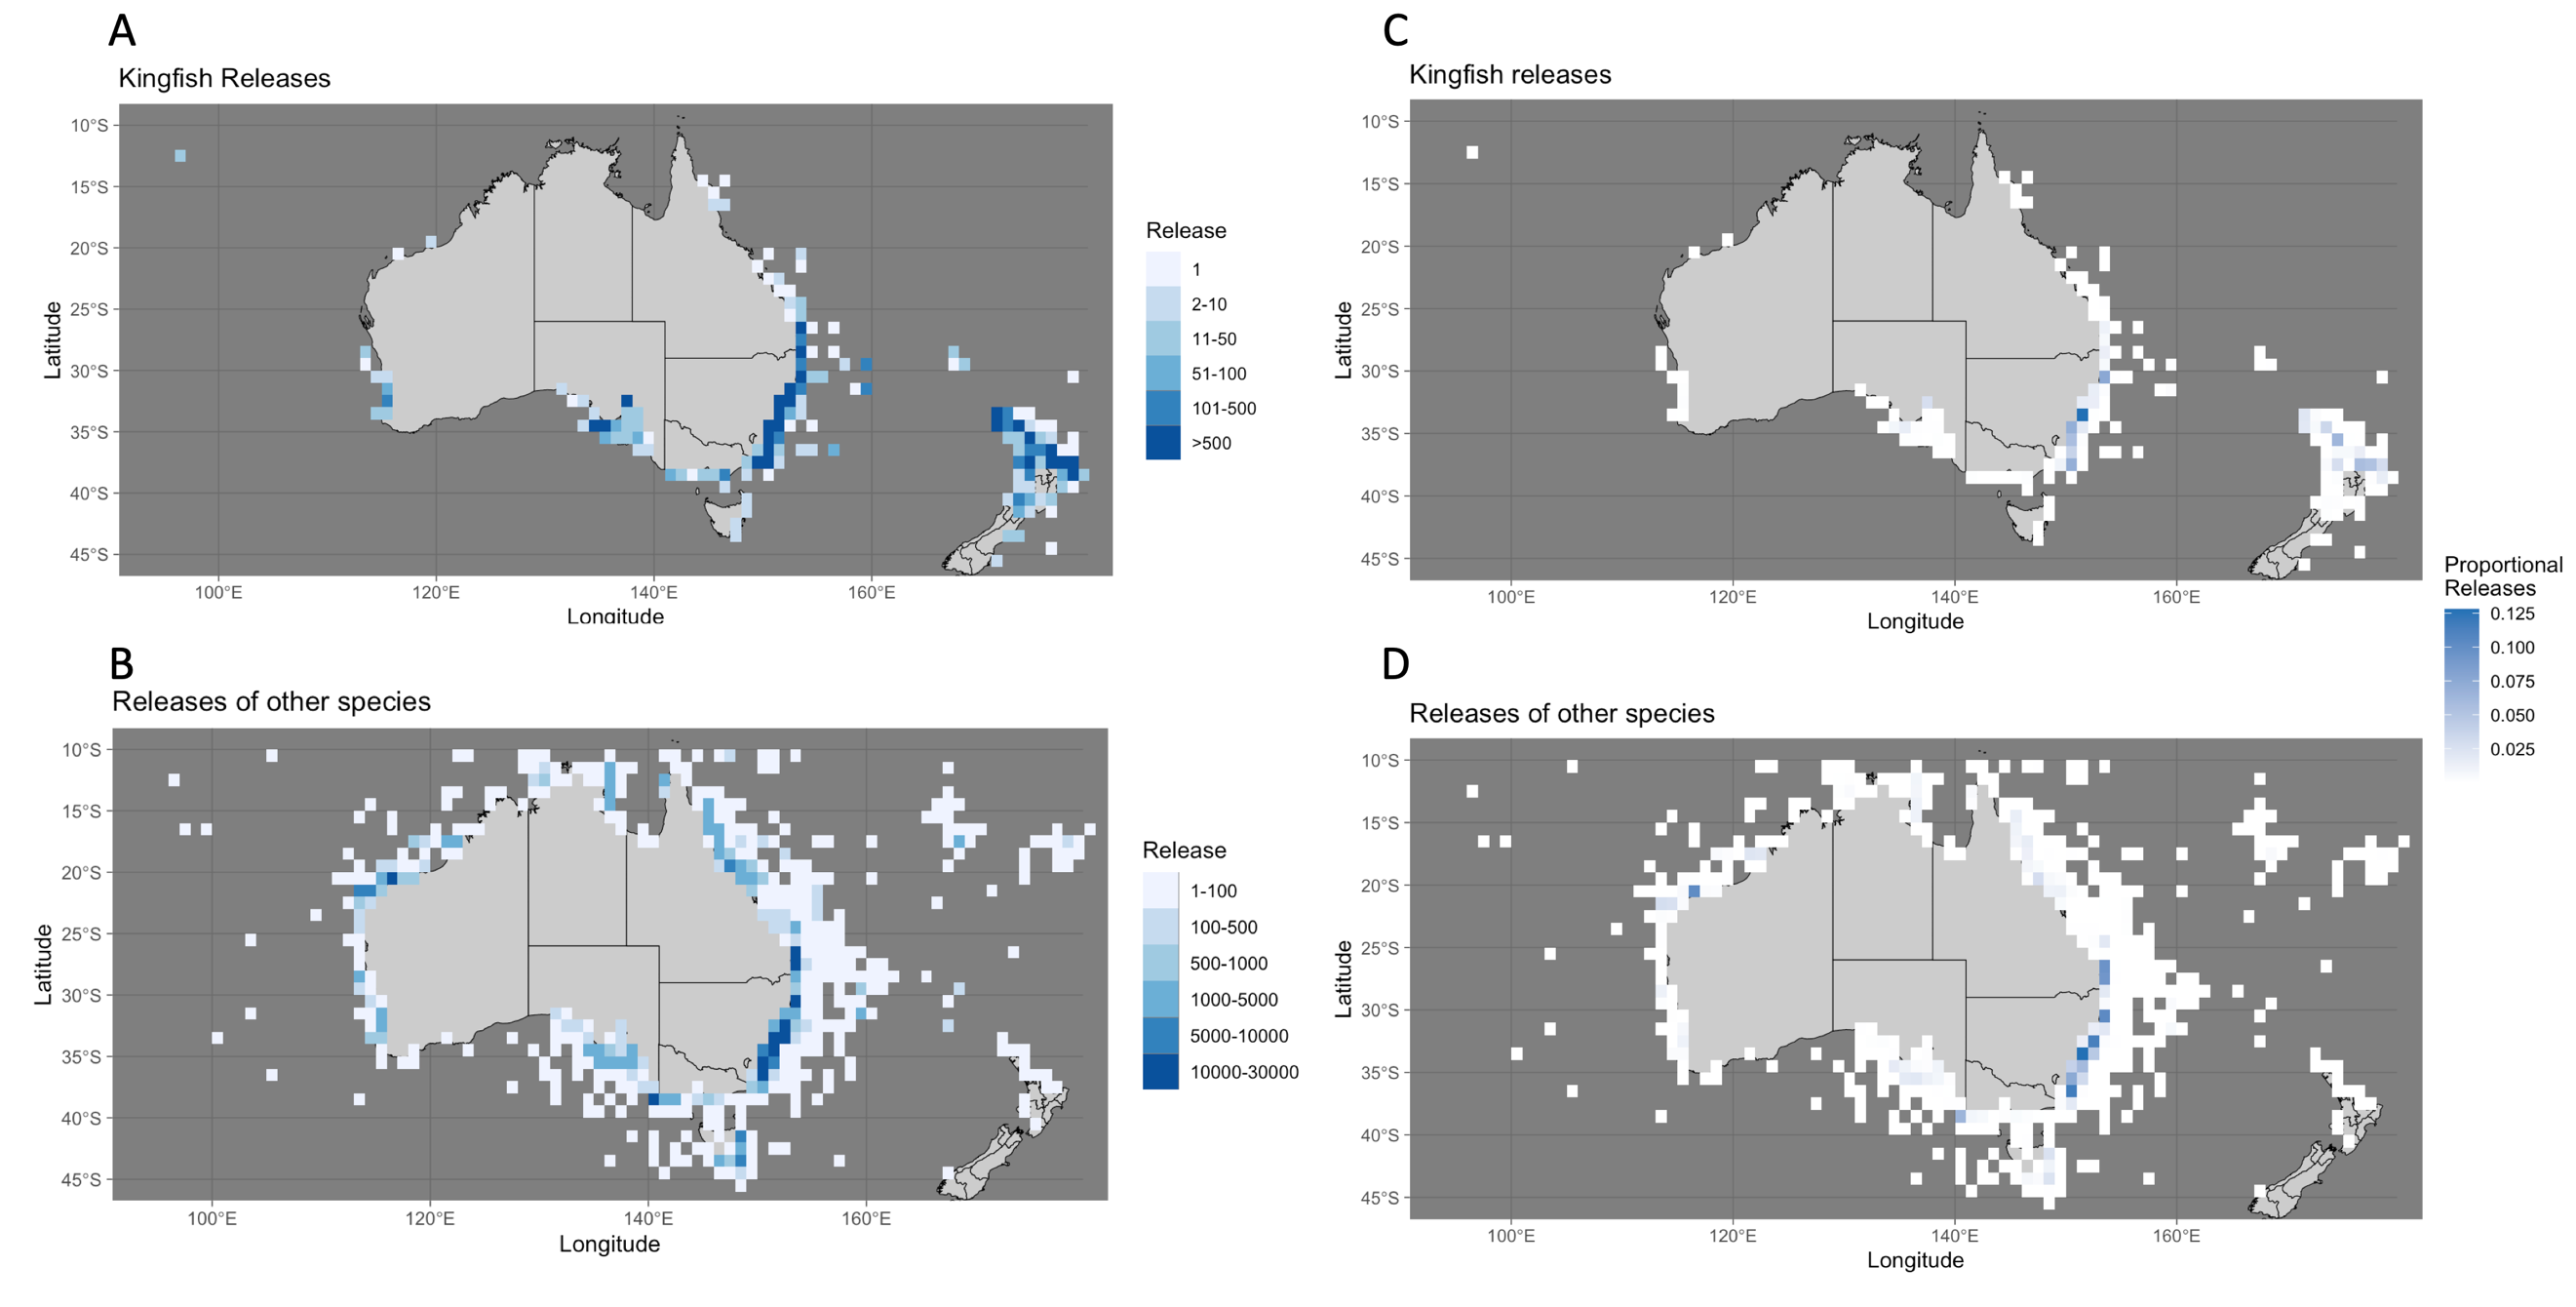 A
Kingfish Releases
10°S
15°S
20°S
25°S
30°S
35°S
40°S
45°S
Latitude
100°E 120°E 140°E 160°E
Longitude
Release
1
2-10
11-50
51-100
101-500
>500
C
Kingfish releases
10°S
15°S
20°S
25°S
30°S
35°S
40°S
45°S
Latitude
100°E 120°E 140°E 160°E
Longitude
B
Releases of other species
10°S
15°S
20°S
25°S
30°S
35°S
40°S
45°S
Latitude
100°E 120°E 140°E 160°E
Longitude
Release
1-100
100-500
500-1000
1000-5000
5000-10000
10000-30000
D
Releases of other species
10°S
15°S
20°S
25°S
30°S
35°S
40°S
45°S
Latitude
100°E 120°E 140°E 160°E
Longitude
Proportional
Releases
0.125
0.100
0.075
0.050
0.025